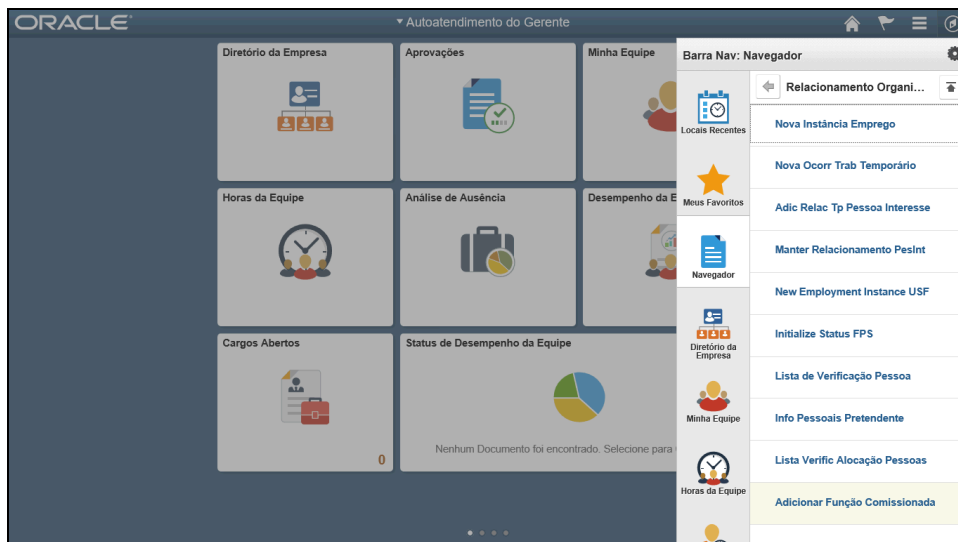 ORACLE
Autoatendimento do Gerente
Diretório da Empresa
Aprovações
Minha Equipe
Horas da Equipe
Análise de Ausência
Desempenho da E
Cargos Abertos
0
Status de Desempenho da Equipe
Nenhum Documento foi encontrado. Selecione para
Barra Nav: Navegador
Locais Recentes
Meus Favoritos
Navegador
Diretório da
Empresa
Minha Equipe
Horas da Equipe
Relacionamento Organi...
Nova Instância Emprego
Nova Ocorr Trab Temporário
Adic Relac Tp Pessoa Interesse
Manter Relacionamento PesInt
New Employment Instance USF
Initialize Status FPS
Lista de Verificação Pessoa
Info Pessoais Pretendente
Lista Verific Alocação Pessoas
Adicionar Função Comissionada